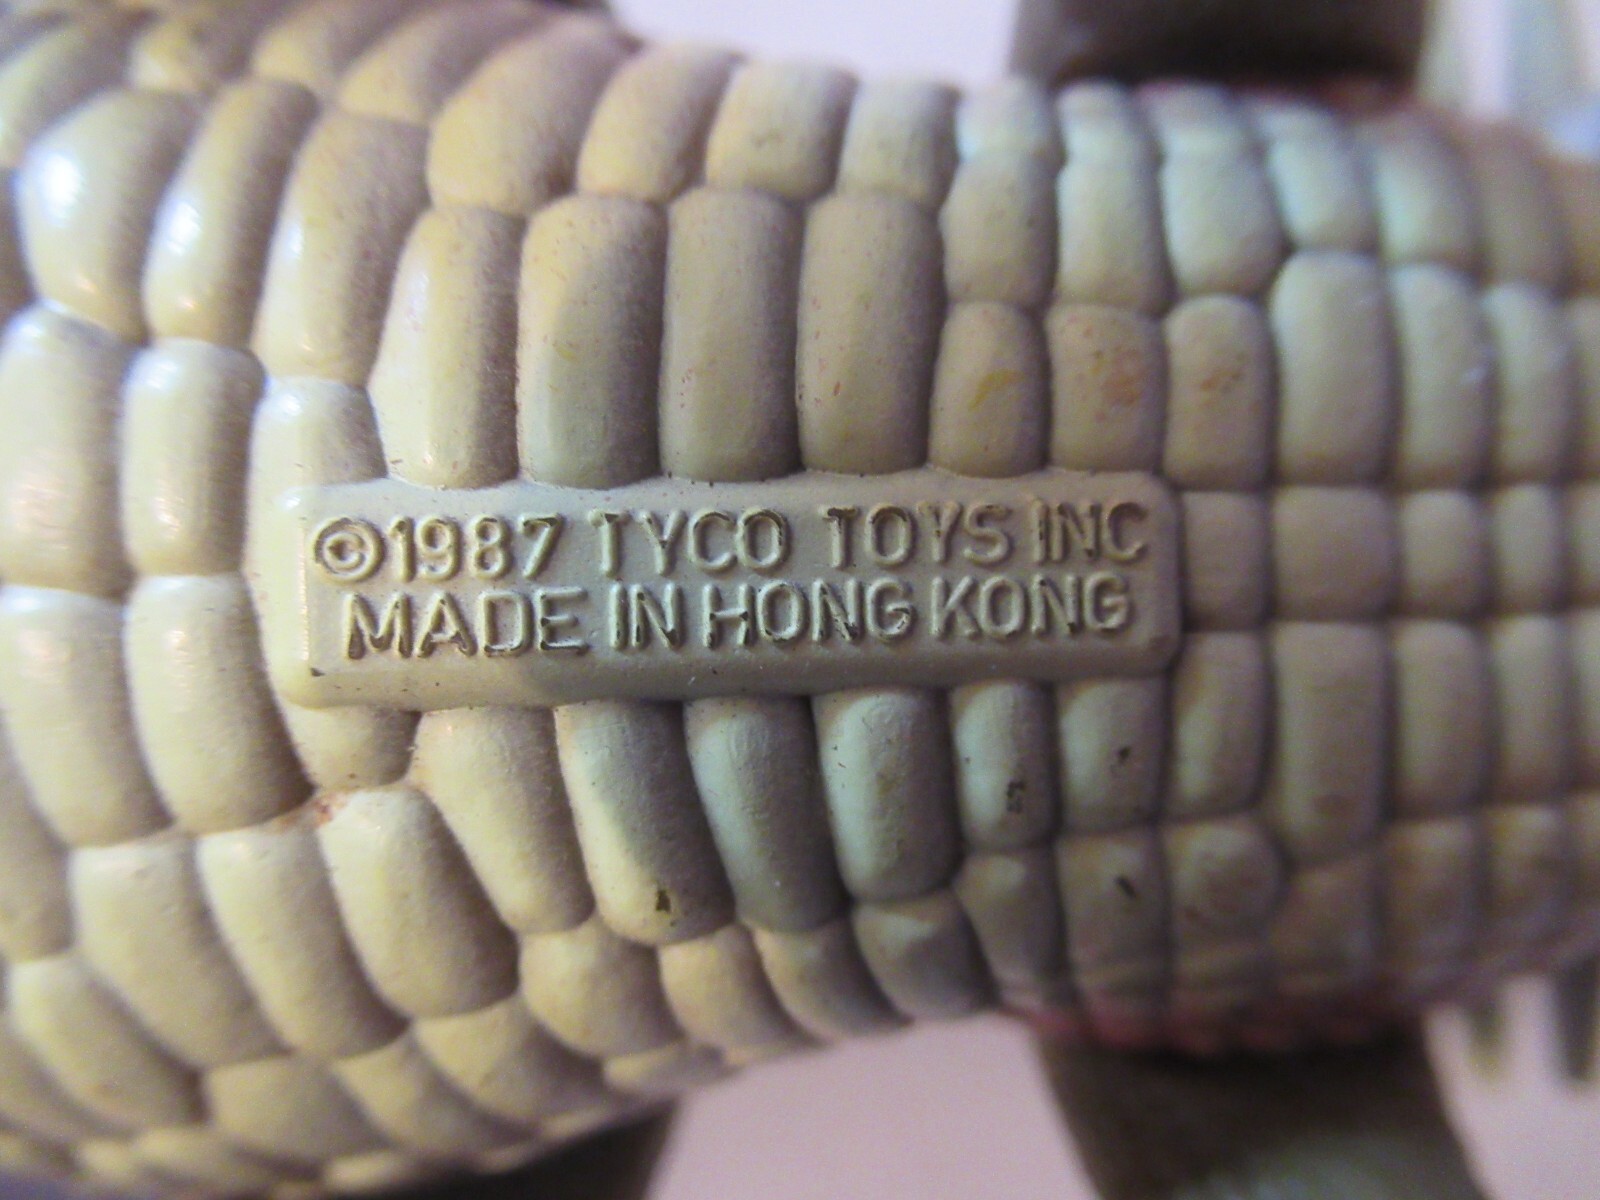 ©1987 TYCO TOYS INC
MADE IN HONG KONG